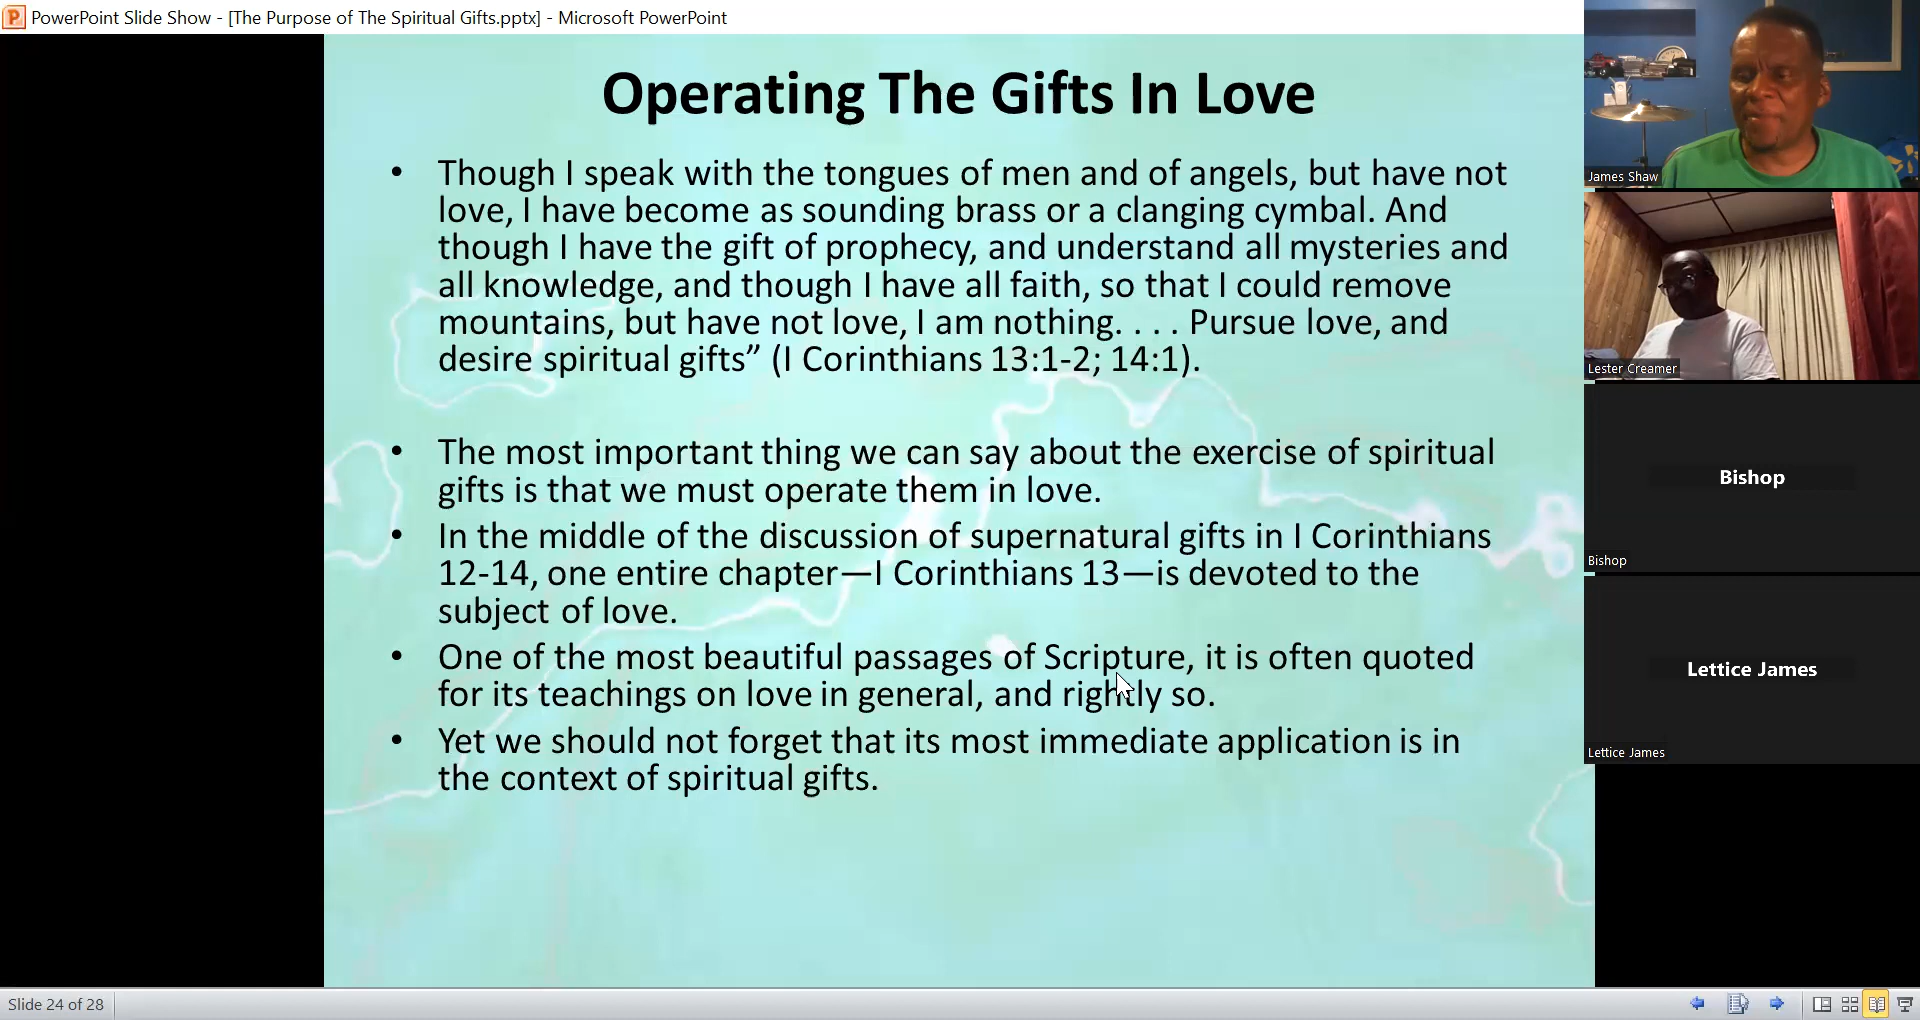 PowerPoint Slide Show - [The Purpose of The Spiritual Gifts.pptx] - Microsoft PowerPoint
Operating The Gifts In Love
• Though I speak with the tongues of men and of angels, but have not
love, I have become as sounding brass or a clanging cymbal. And
though I have the gift of prophecy, and understand all mysteries and
all knowledge, and though I have all faith, so that I could remove
mountains, but have not love, I am nothing. . . . Pursue love, and
desire spiritual gifts” (I Corinthians 13:1-2; 14:1).
• The most important thing we can say about the exercise of spiritual
gifts is that we must operate them in love.
• In the middle of the discussion of supernatural gifts in I Corinthians
12-14, one entire chapter—I Corinthians 13—is devoted to the
subject of love.
• One of the most beautiful passages of Scripture, it is often quoted
for its teachings on love in general, and rightly so.
• Yet we should not forget that its most immediate application is in
the context of spiritual gifts.
James Shaw
Lester Creamer
Bishop
Bishop
Lettice James
Lettice James
Slide 24 of 28